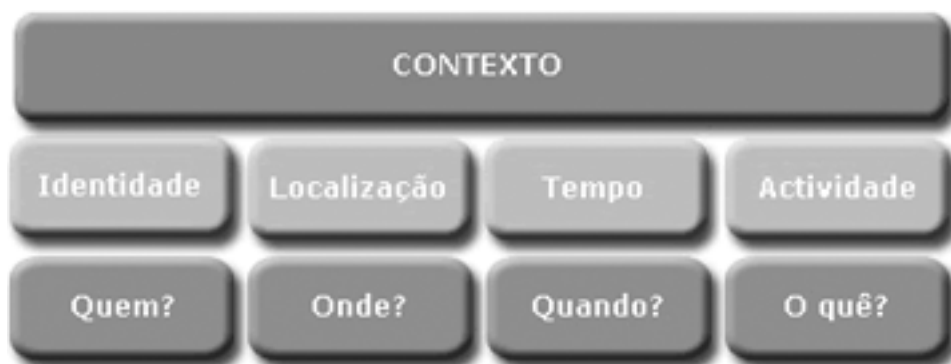 CONTEXTO
Identidade Localização Tempo Actividade
Quem? Onde? Quando? O quê?